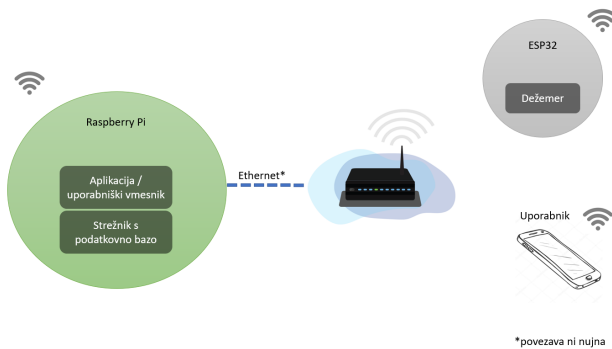 ESP32
Dežemer
Raspberry Pi
Aplikacija /
uporabniški vmesnik
Strežnik s
podatkovno bazo
Ethernet*
Uporabnik
*povezava ni nujna